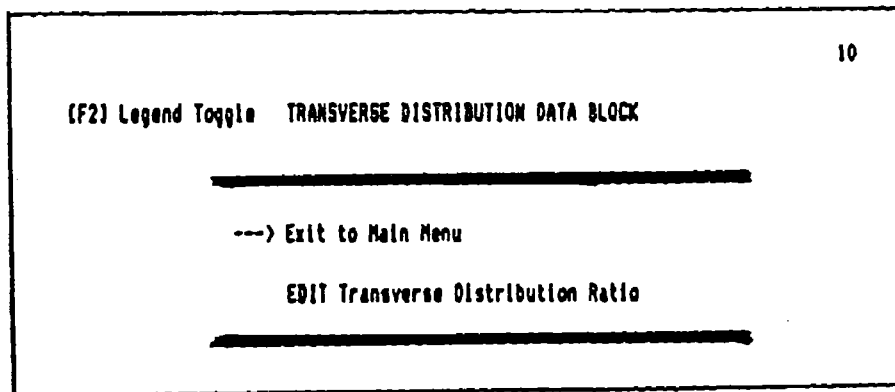 10
[F2] Legend Toggle TRANSVERSE DISTRIBUTION DATA BLOCK
---> Exit to Main Menu
EDIT Transverse Distribution Ratio